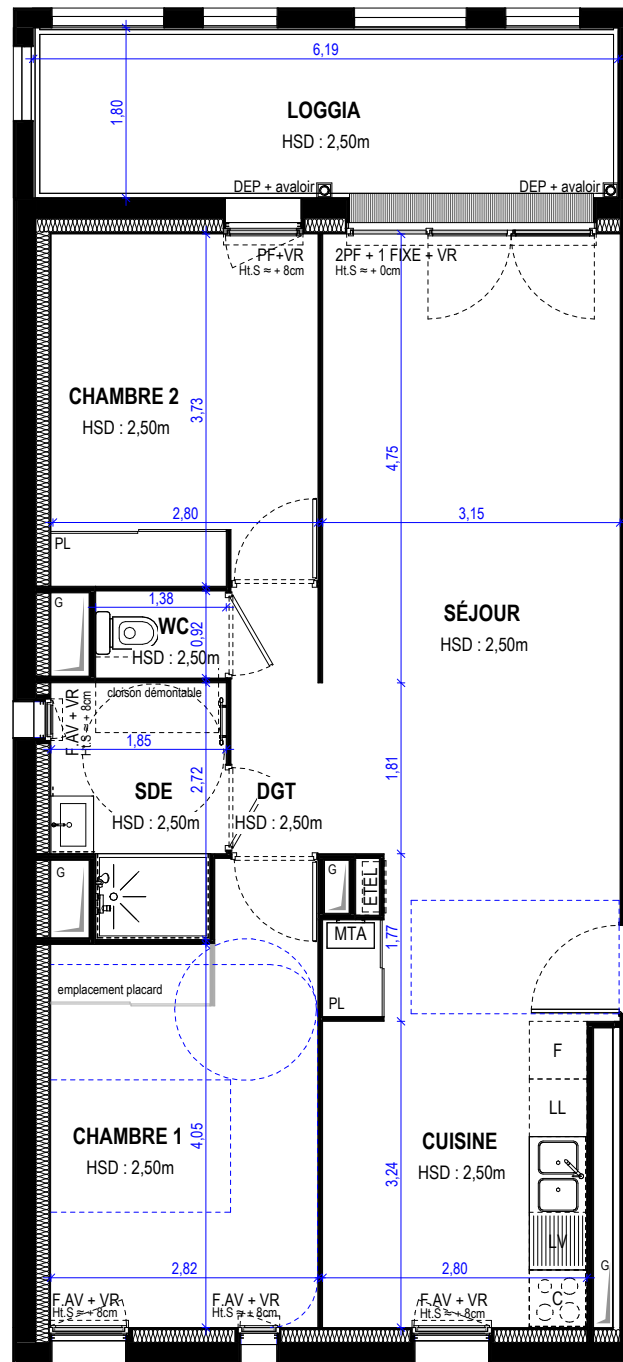 6,19
1,80
LOGGIA
HSD : 2,50m
DEP + avaloir
DEP + avaloir
PF+VR
Ht.S ≈ + 8cm
2PF + 1 FIXE + VR
Ht.S ≈ + 0cm
CHAMBRE 2
HSD : 2,50m
3,73
4,75
2,80
3,15
PL
G
1,38
WC
HSD : 2,50m
0,92
SÉJOUR
HSD : 2,50m
cloison démontable
F.AV + VR
Ht.S ≈ + 8cm
1,85
2,72
1,81
SDE
HSD : 2,50m
DGT
HSD : 2,50m
G
G
ETEL
MTA
1,77
PL
emplacement placard
F
LL
CHAMBRE 1
HSD : 2,50m
4,05
CUISINE
HSD : 2,50m
3,24
LV
2,82
2,80
G
F.AV + VR
Ht.S ≈ + 8cm
F.AV + VR
Ht.S ≈ ± 8cm
F.AV + VR
Ht.S ≈ + 8cm
C